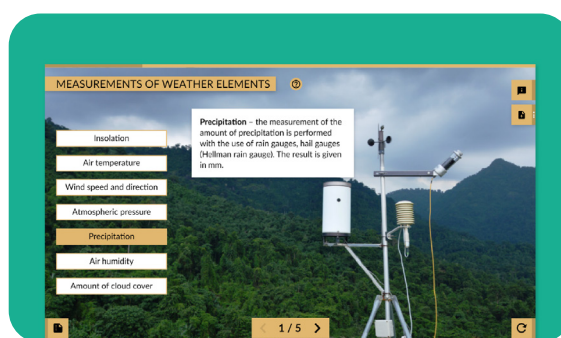 MEASUREMENTS OF WEATHER ELEMENTS
Insolation
Air temperature
Wind speed and direction
Atmospheric pressure
Precipitation
Air humidity
Amount of cloud cover
Precipitation – the measurement of the
amount of precipitation is performed
with the use of rain gauges, hail gauges
(Hellman rain gauge). The result is given
in mm.
1 / 5